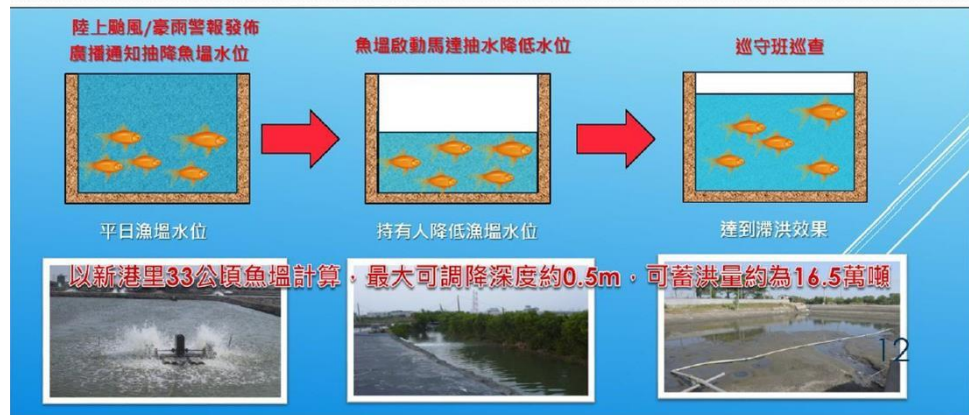 陸上颱風/豪雨警報發佈
廣播通知抽降魚塭水位
魚塭啟動馬達抽水降低水位
巡守班巡查
平日漁塭水位
持有人降低漁塭水位
達到滯洪效果
以新港里33公頃魚塭計算，最大可調降深度約0.5m，可蓄洪量約為16.5萬噸
12